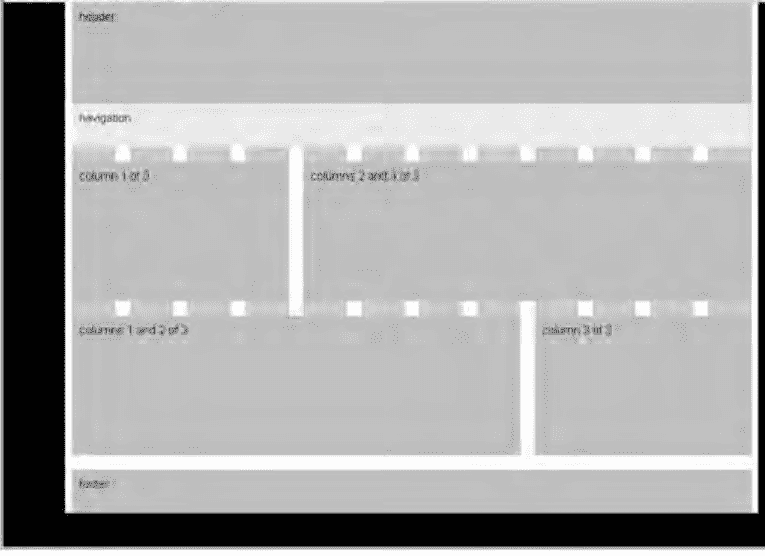 header
navigation
column 1 of 3
columns 2 and 3 of 3
columns 1 and 2 of 3
column 3 of 3
footer